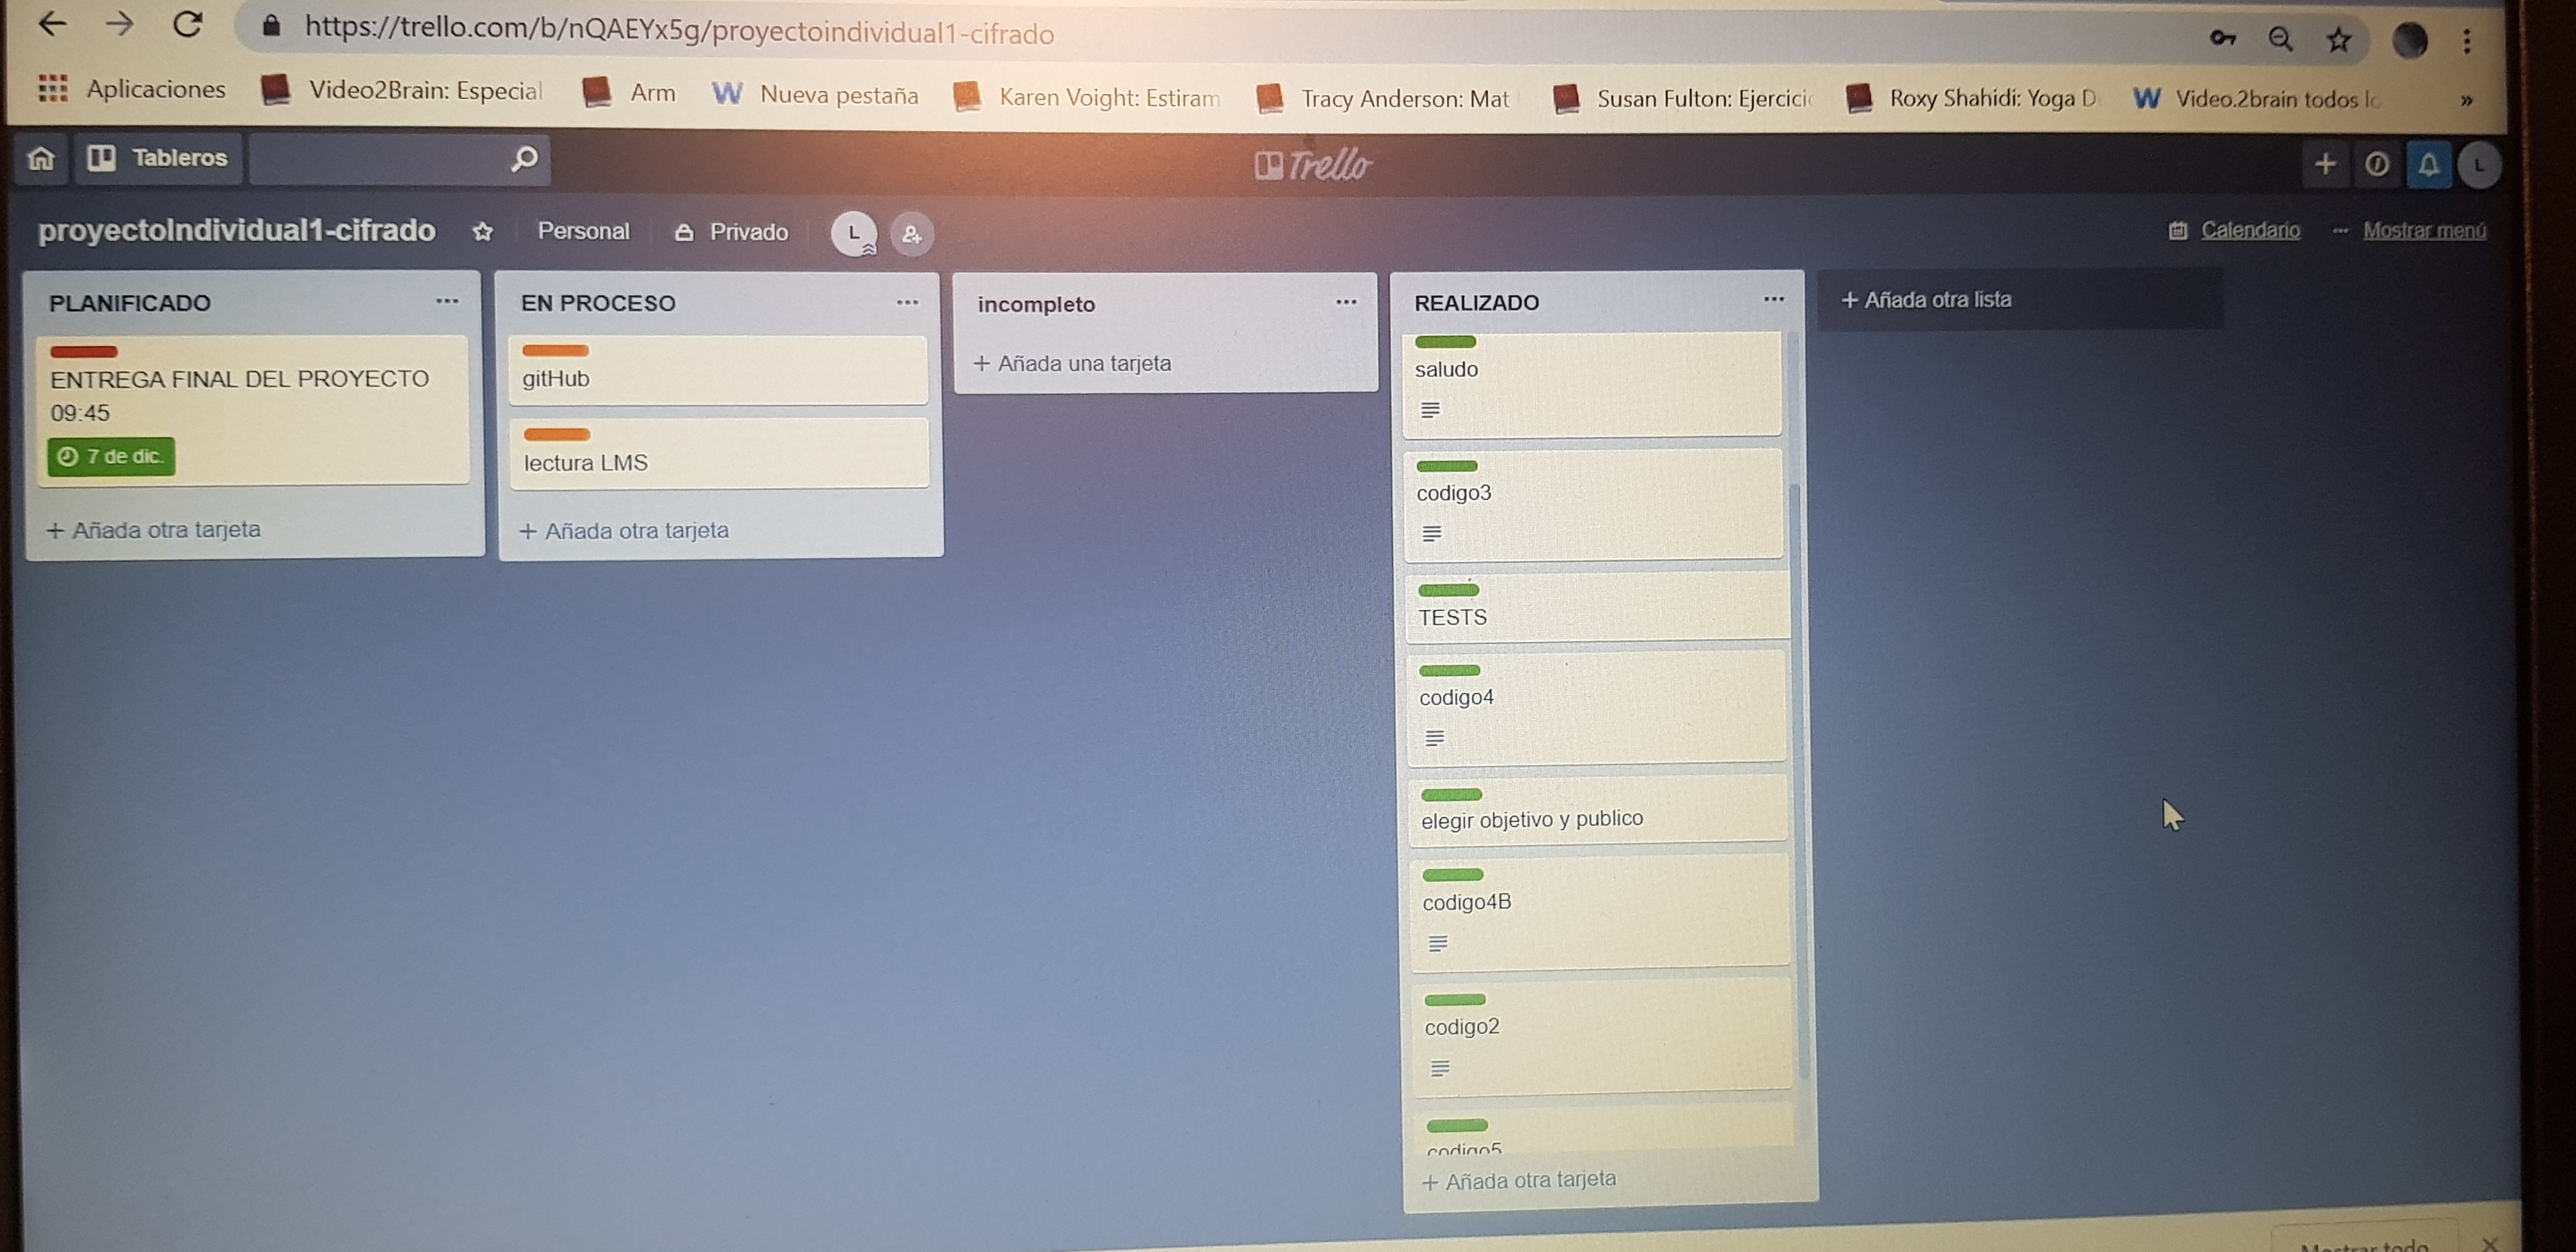 https://trello.com/b/nQAEYx5g/proyectoindividual1-cifrado
Aplicaciones Video2Brain: Especial Arm Nueva pestaña Karen Voight: Estiram Tracy Anderson: Mat Susan Fulton: Ejercici Roxy Shahidi: Yoga D Video.2brain todos lo »
Tableros Trello L
proyectoIndividual1-cifrado Personal Privado L Calendario Mostrar menú
PLANIFICADO
ENTREGA FINAL DEL PROYECTO
09:45
7 de dic.
+ Añada otra tarjeta
EN PROCESO
gitHub
lectura LMS
+ Añada otra tarjeta
incompleto
+ Añada una tarjeta
REALIZADO
saludo
codigo3
TESTS
codigo4
elegir objetivo y publico
codigo4B
codigo2
codigo5
+ Añada otra tarjeta
+ Añada otra lista
Mostrar todo